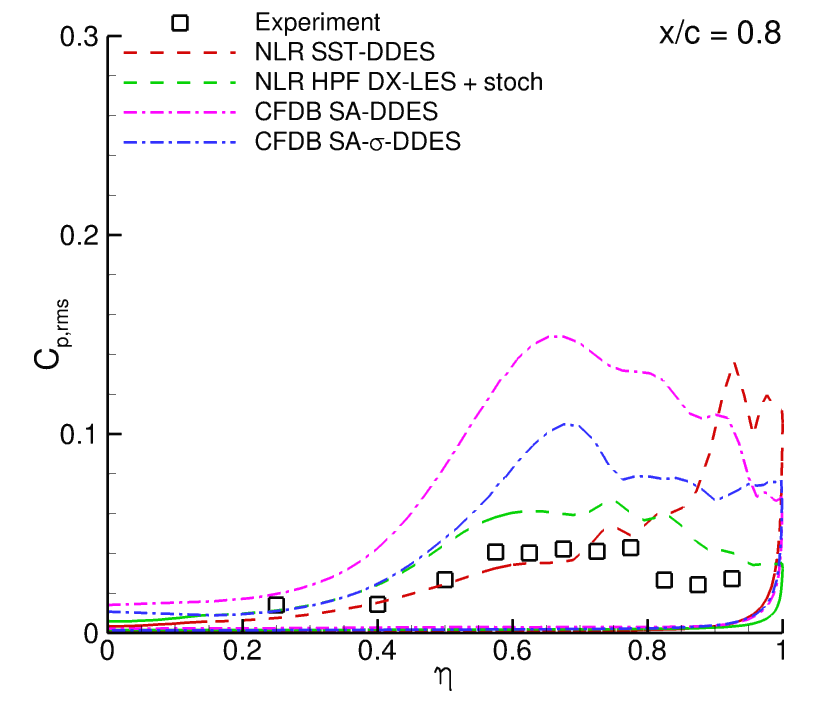 Experiment
NLR SST-DDES
NLR HPF DX-LES + stoch
CFDB SA-DDES
CFDB SA-σ-DDES
x/c = 0.8
0.3
0.2
0.1
0
C_p,rms
0 0.2 0.4 0.6 0.8 1
η